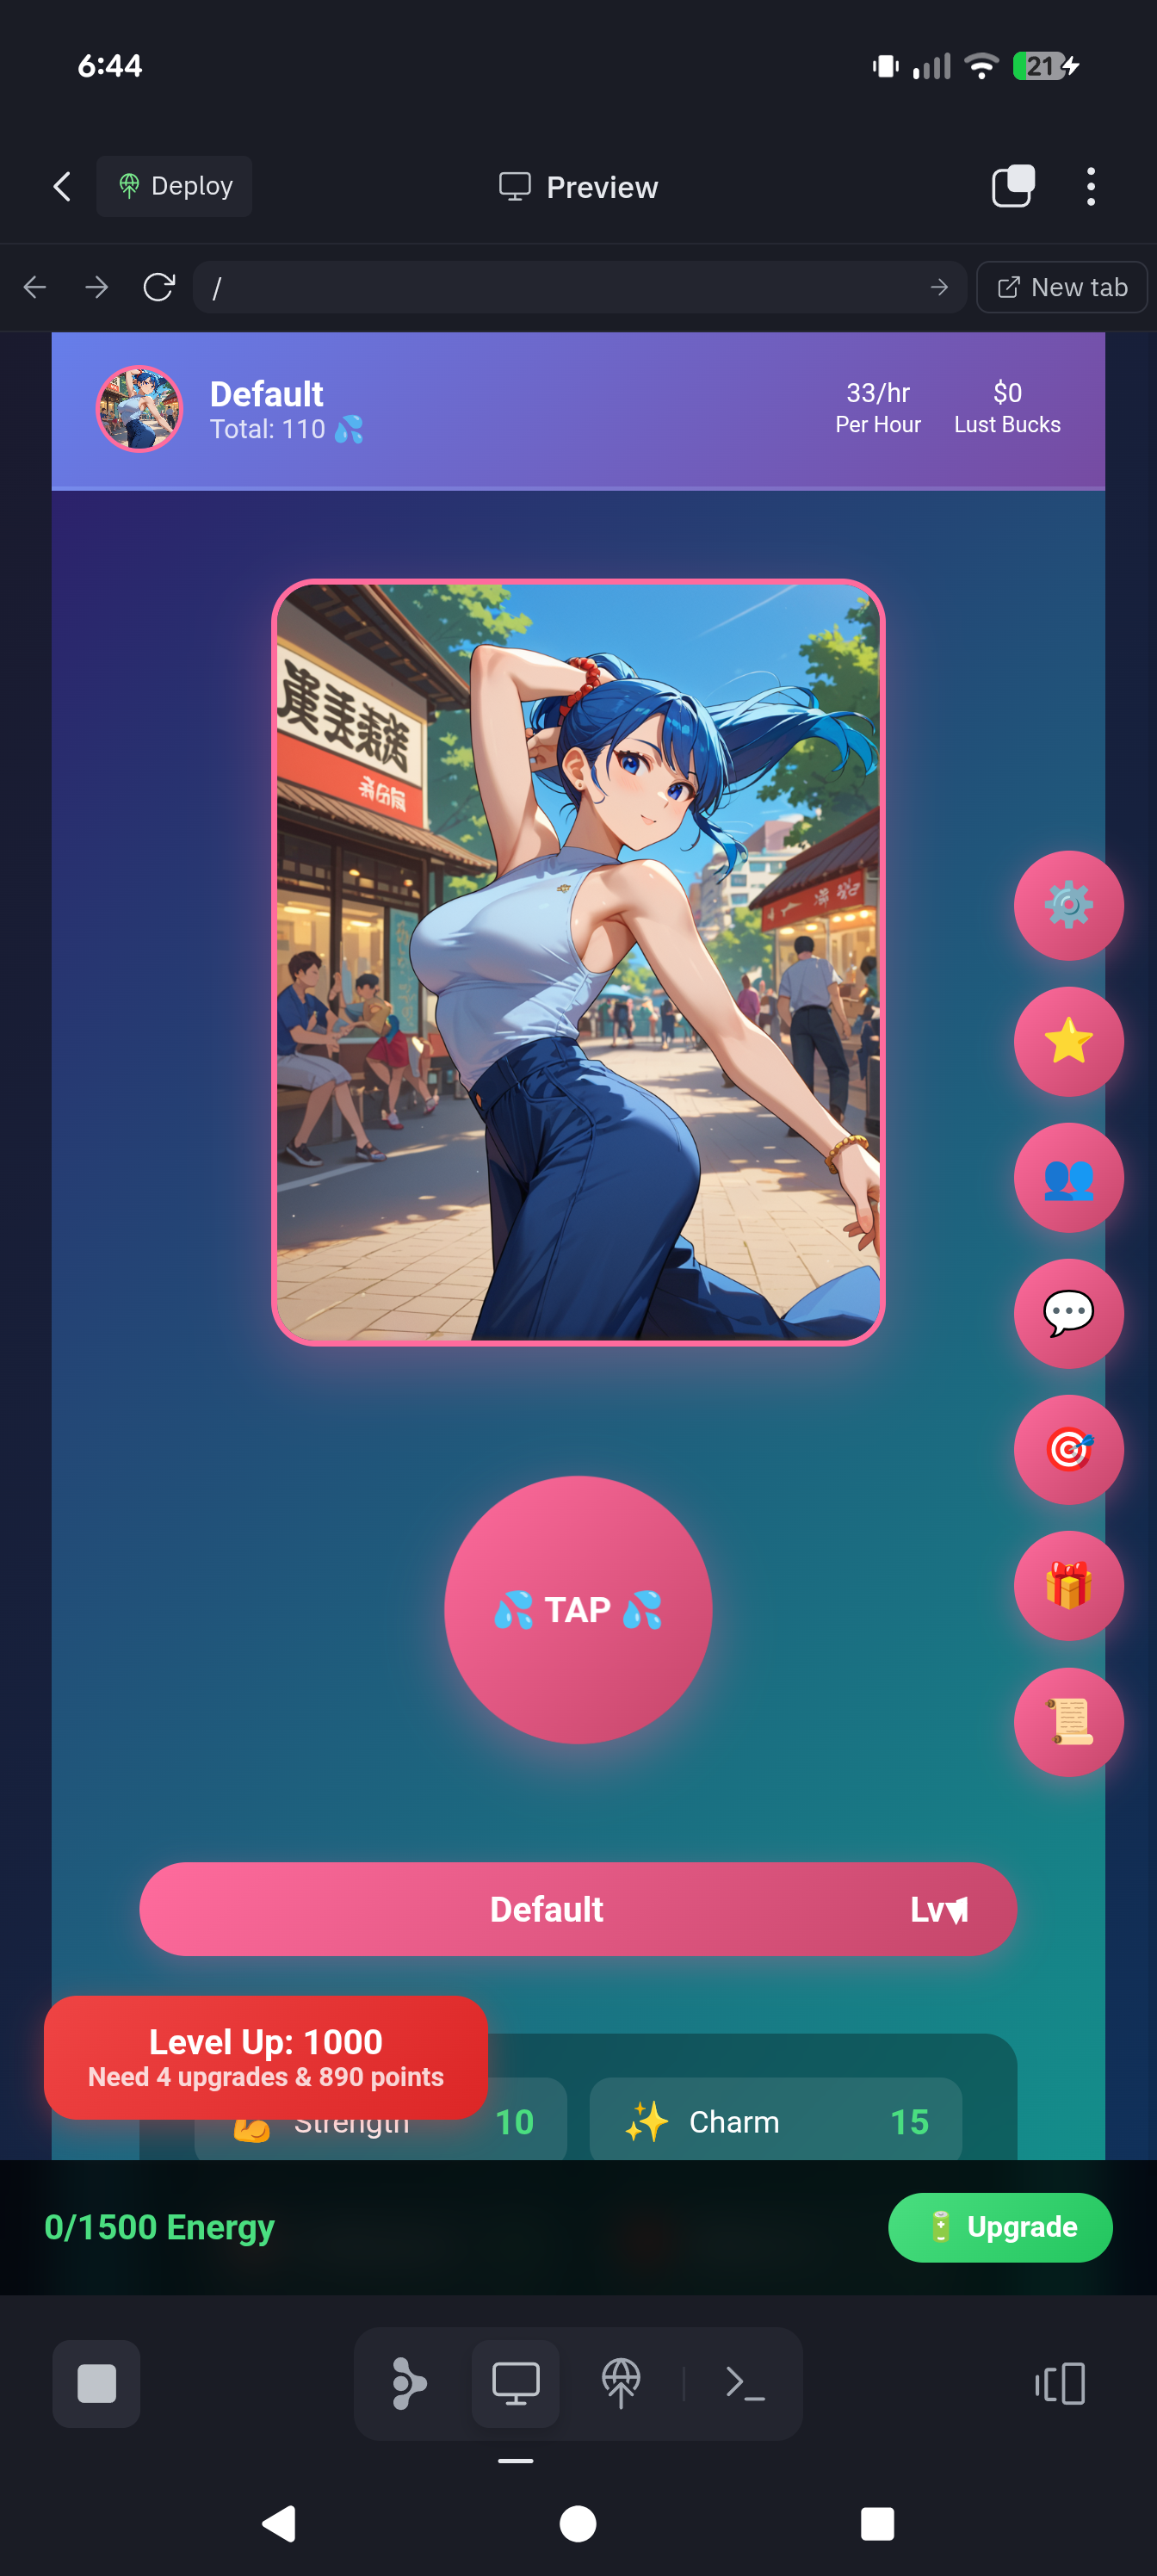 6:44
21
Deploy
Preview
/
New tab
Default
Total: 110 💦
33/hr
Per Hour
$0
Lust Bucks
💦 TAP 💦
Default
Lv
Level Up: 1000
Need 4 upgrades & 890 points
💪 Strength 10
✨ Charm 15
0/1500 Energy
🔋 Upgrade